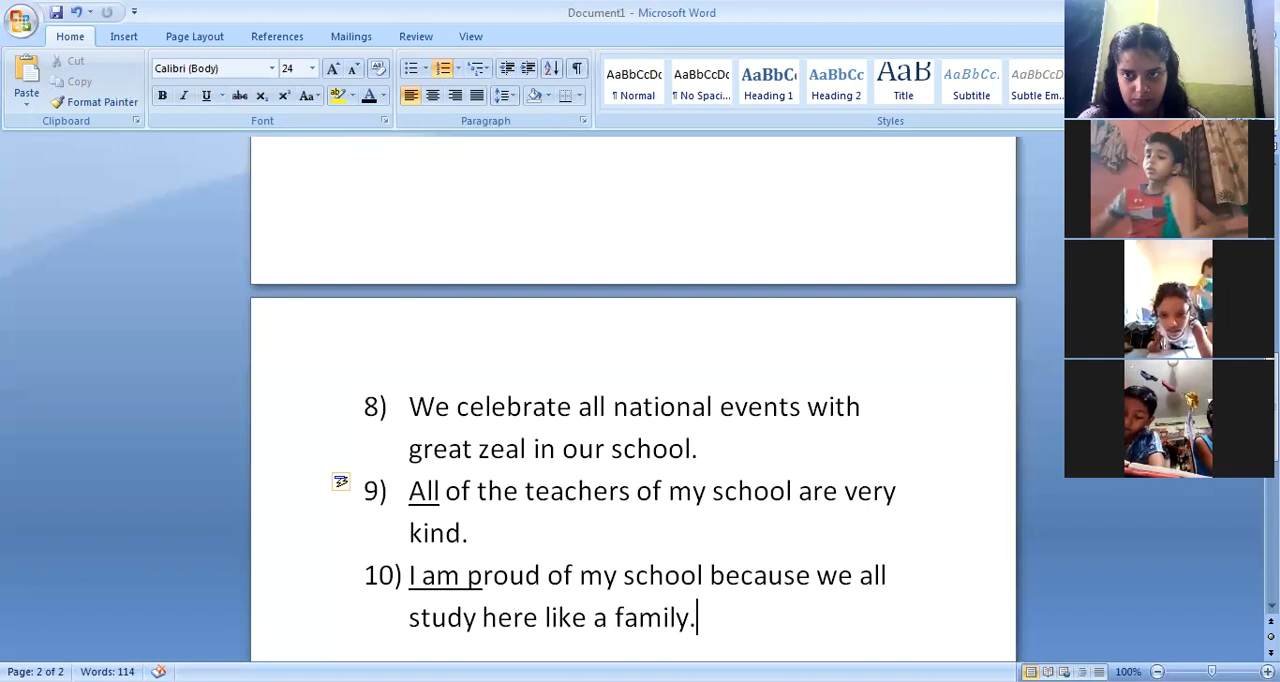 Document1 - Microsoft Word
Home Insert Page Layout References Mailings Review View
Cut
Copy
Paste
Format Painter
Calibri (Body) 24
AaBbCcDc AaBbCcDc AaBbC AaBbCc AaB AaBbCc. AaBbCcDc
¶ Normal ¶ No Spaci... Heading 1 Heading 2 Title Subtitle Subtle Em...
Clipboard Font Paragraph Styles
8) We celebrate all national events with
great zeal in our school.
9) All of the teachers of my school are very
kind.
10) I am proud of my school because we all
study here like a family.
Page: 2 of 2 Words: 114 100%